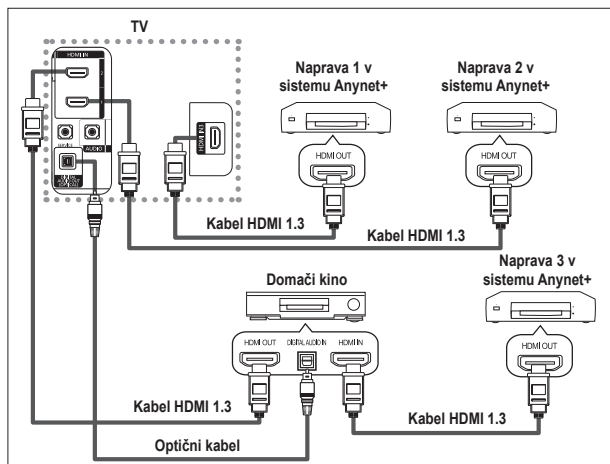 TV
HDMI IN
AUDIO
HDMI IN
Naprava 1 v
sistemu Anynet+
Naprava 2 v
sistemu Anynet+
HDMI OUT
HDMI OUT
Kabel HDMI 1.3
Kabel HDMI 1.3
Domači kino
Naprava 3 v
sistemu Anynet+
HDMI OUT
DIGITAL AUDIO IN
HDMI IN
HDMI OUT
Kabel HDMI 1.3
Kabel HDMI 1.3
Optični kabel